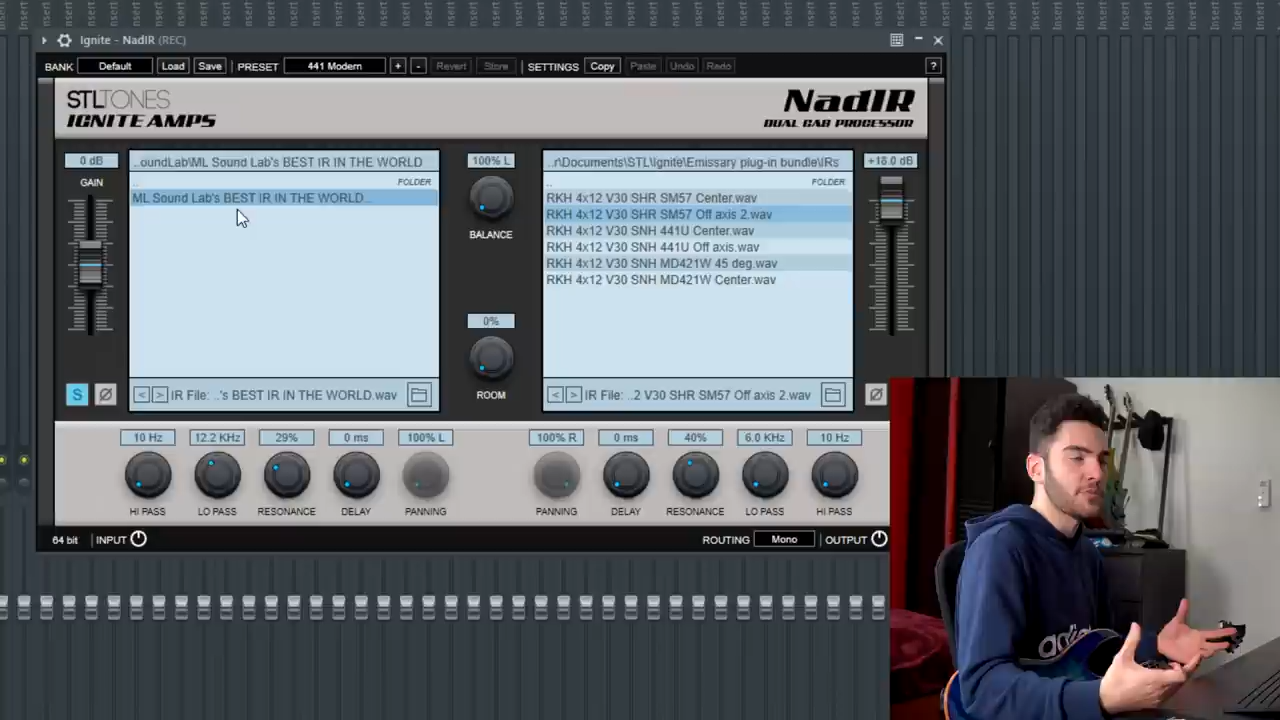 Ignite - NadIR (REC)
BANK Default Load Save PRESET 441 Modern + - Revert Store SETTINGS Copy Paste Undo Redo ?
STLTONES
IGNITE AMPS
NadIR
DUAL CAB PROCESSOR
0 dB ..oundLab\ML Sound Lab's BEST IR IN THE WORLD 100% L ..r\Documents\STL\Ignite\Emissary plug-in bundle\IRs +18.0 dB
GAIN .. FOLDER .. FOLDER
ML Sound Lab's BEST IR IN THE WORLD... RKH 4x12 V30 SHR SM57 Center.wav
RKH 4x12 V30 SHR SM57 Off axis 2.wav
BALANCE RKH 4x12 V30 SNH 441U Center.wav
RKH 4x12 V30 SNH 441U Off axis.wav
RKH 4x12 V30 SNH MD421W 45 deg.wav
RKH 4x12 V30 SNH MD421W Center.wav
0%
S Ø < > IR File: ..'s BEST IR IN THE WORLD.wav ROOM < > IR File: ..2 V30 SHR SM57 Off axis 2.wav Ø
10 Hz 12.2 KHz 29% 0 ms 100% L 100% R 0 ms 40% 6.0 KHz 10 Hz
HI PASS LO PASS RESONANCE DELAY PANNING PANNING DELAY RESONANCE LO PASS HI PASS
64 bit INPUT ROUTING Mono OUTPUT